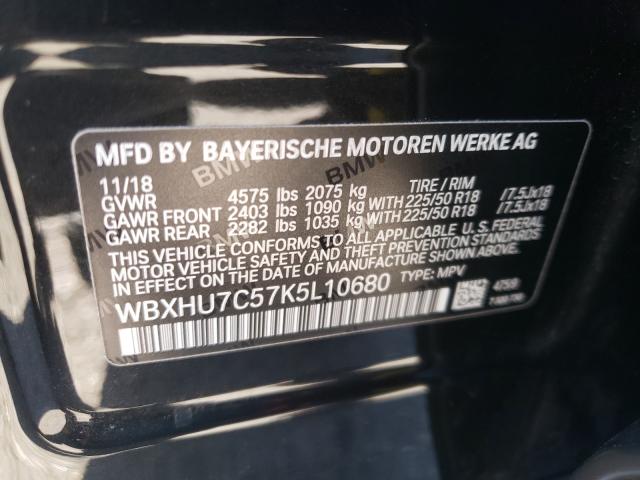 MFD BY BAYERISCHE MOTOREN WERKE AG
11/18 TIRE / RIM
GVWR 4575 lbs 2075 kg
GAWR FRONT 2403 lbs 1090 kg WITH 225/50 R18 /7.5Jx18
GAWR REAR 2282 lbs 1035 kg WITH 225/50 R18 /7.5Jx18
THIS VEHICLE CONFORMS TO ALL APPLICABLE U. S. FEDERAL
MOTOR VEHICLE SAFETY, BUMPER, AND THEFT PREVENTION
STANDARDS IN EFFECT ON THE DATE OF MANUFACTURE SHOWN ABOVE.
WBXHU7C57K5L10680 TYPE: MPV